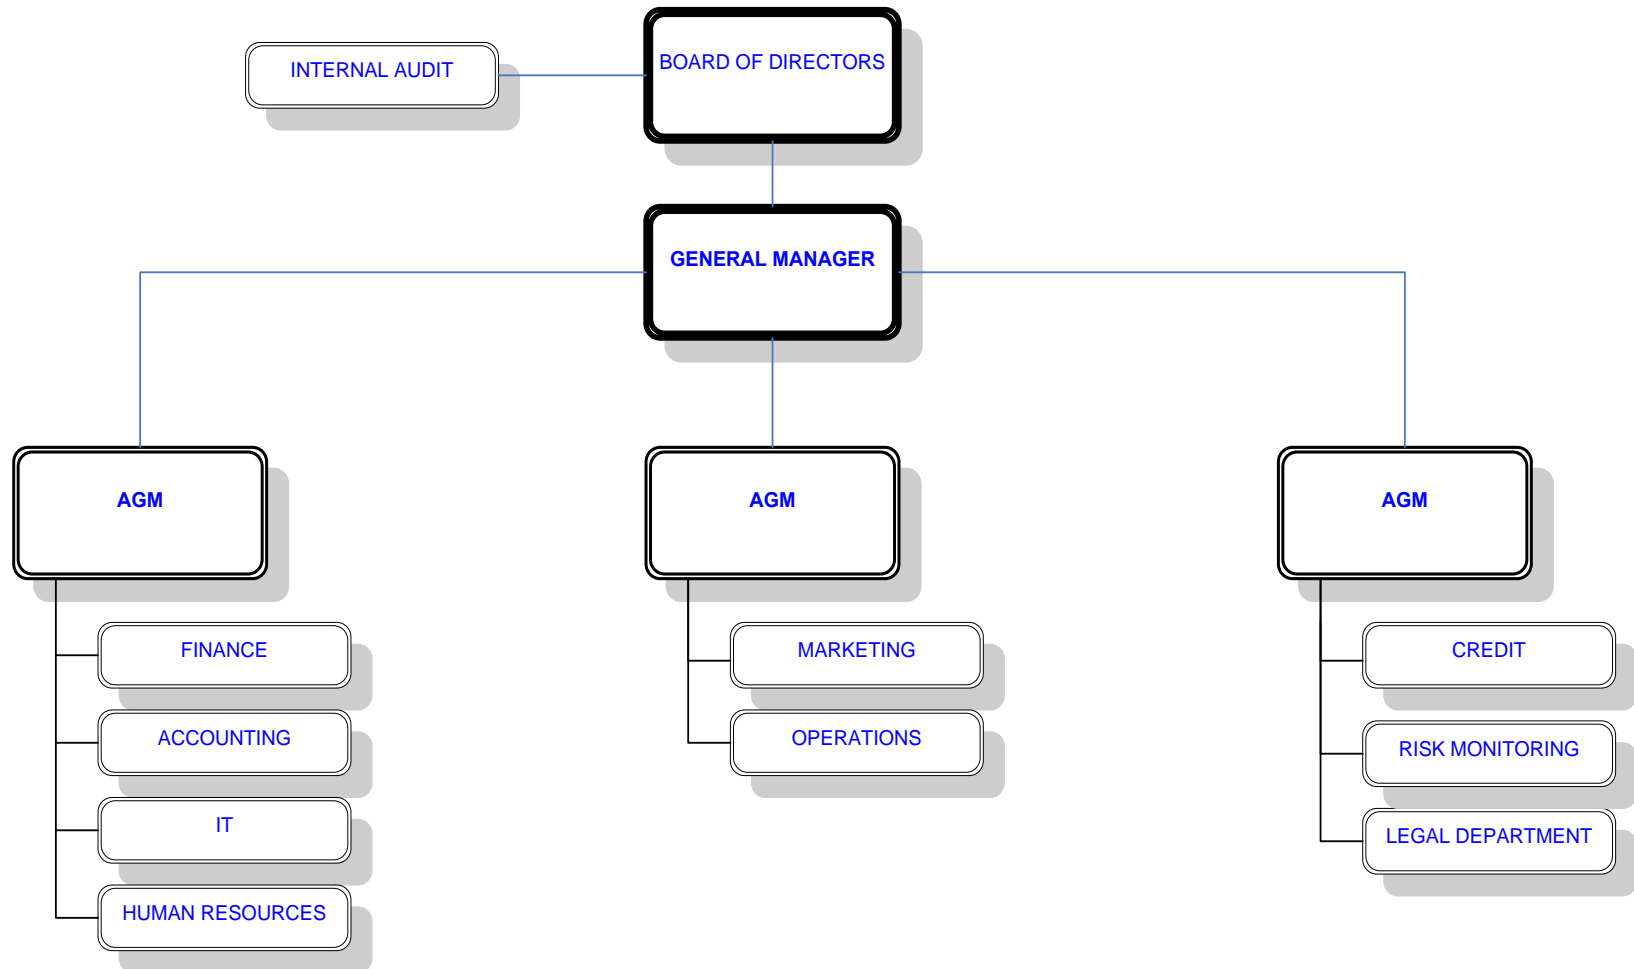 BOARD OF DIRECTORS
INTERNAL AUDIT
GENERAL MANAGER
AGM
AGM
AGM
FINANCE
ACCOUNTING
IT
HUMAN RESOURCES
MARKETING
OPERATIONS
CREDIT
RISK MONITORING
LEGAL DEPARTMENT